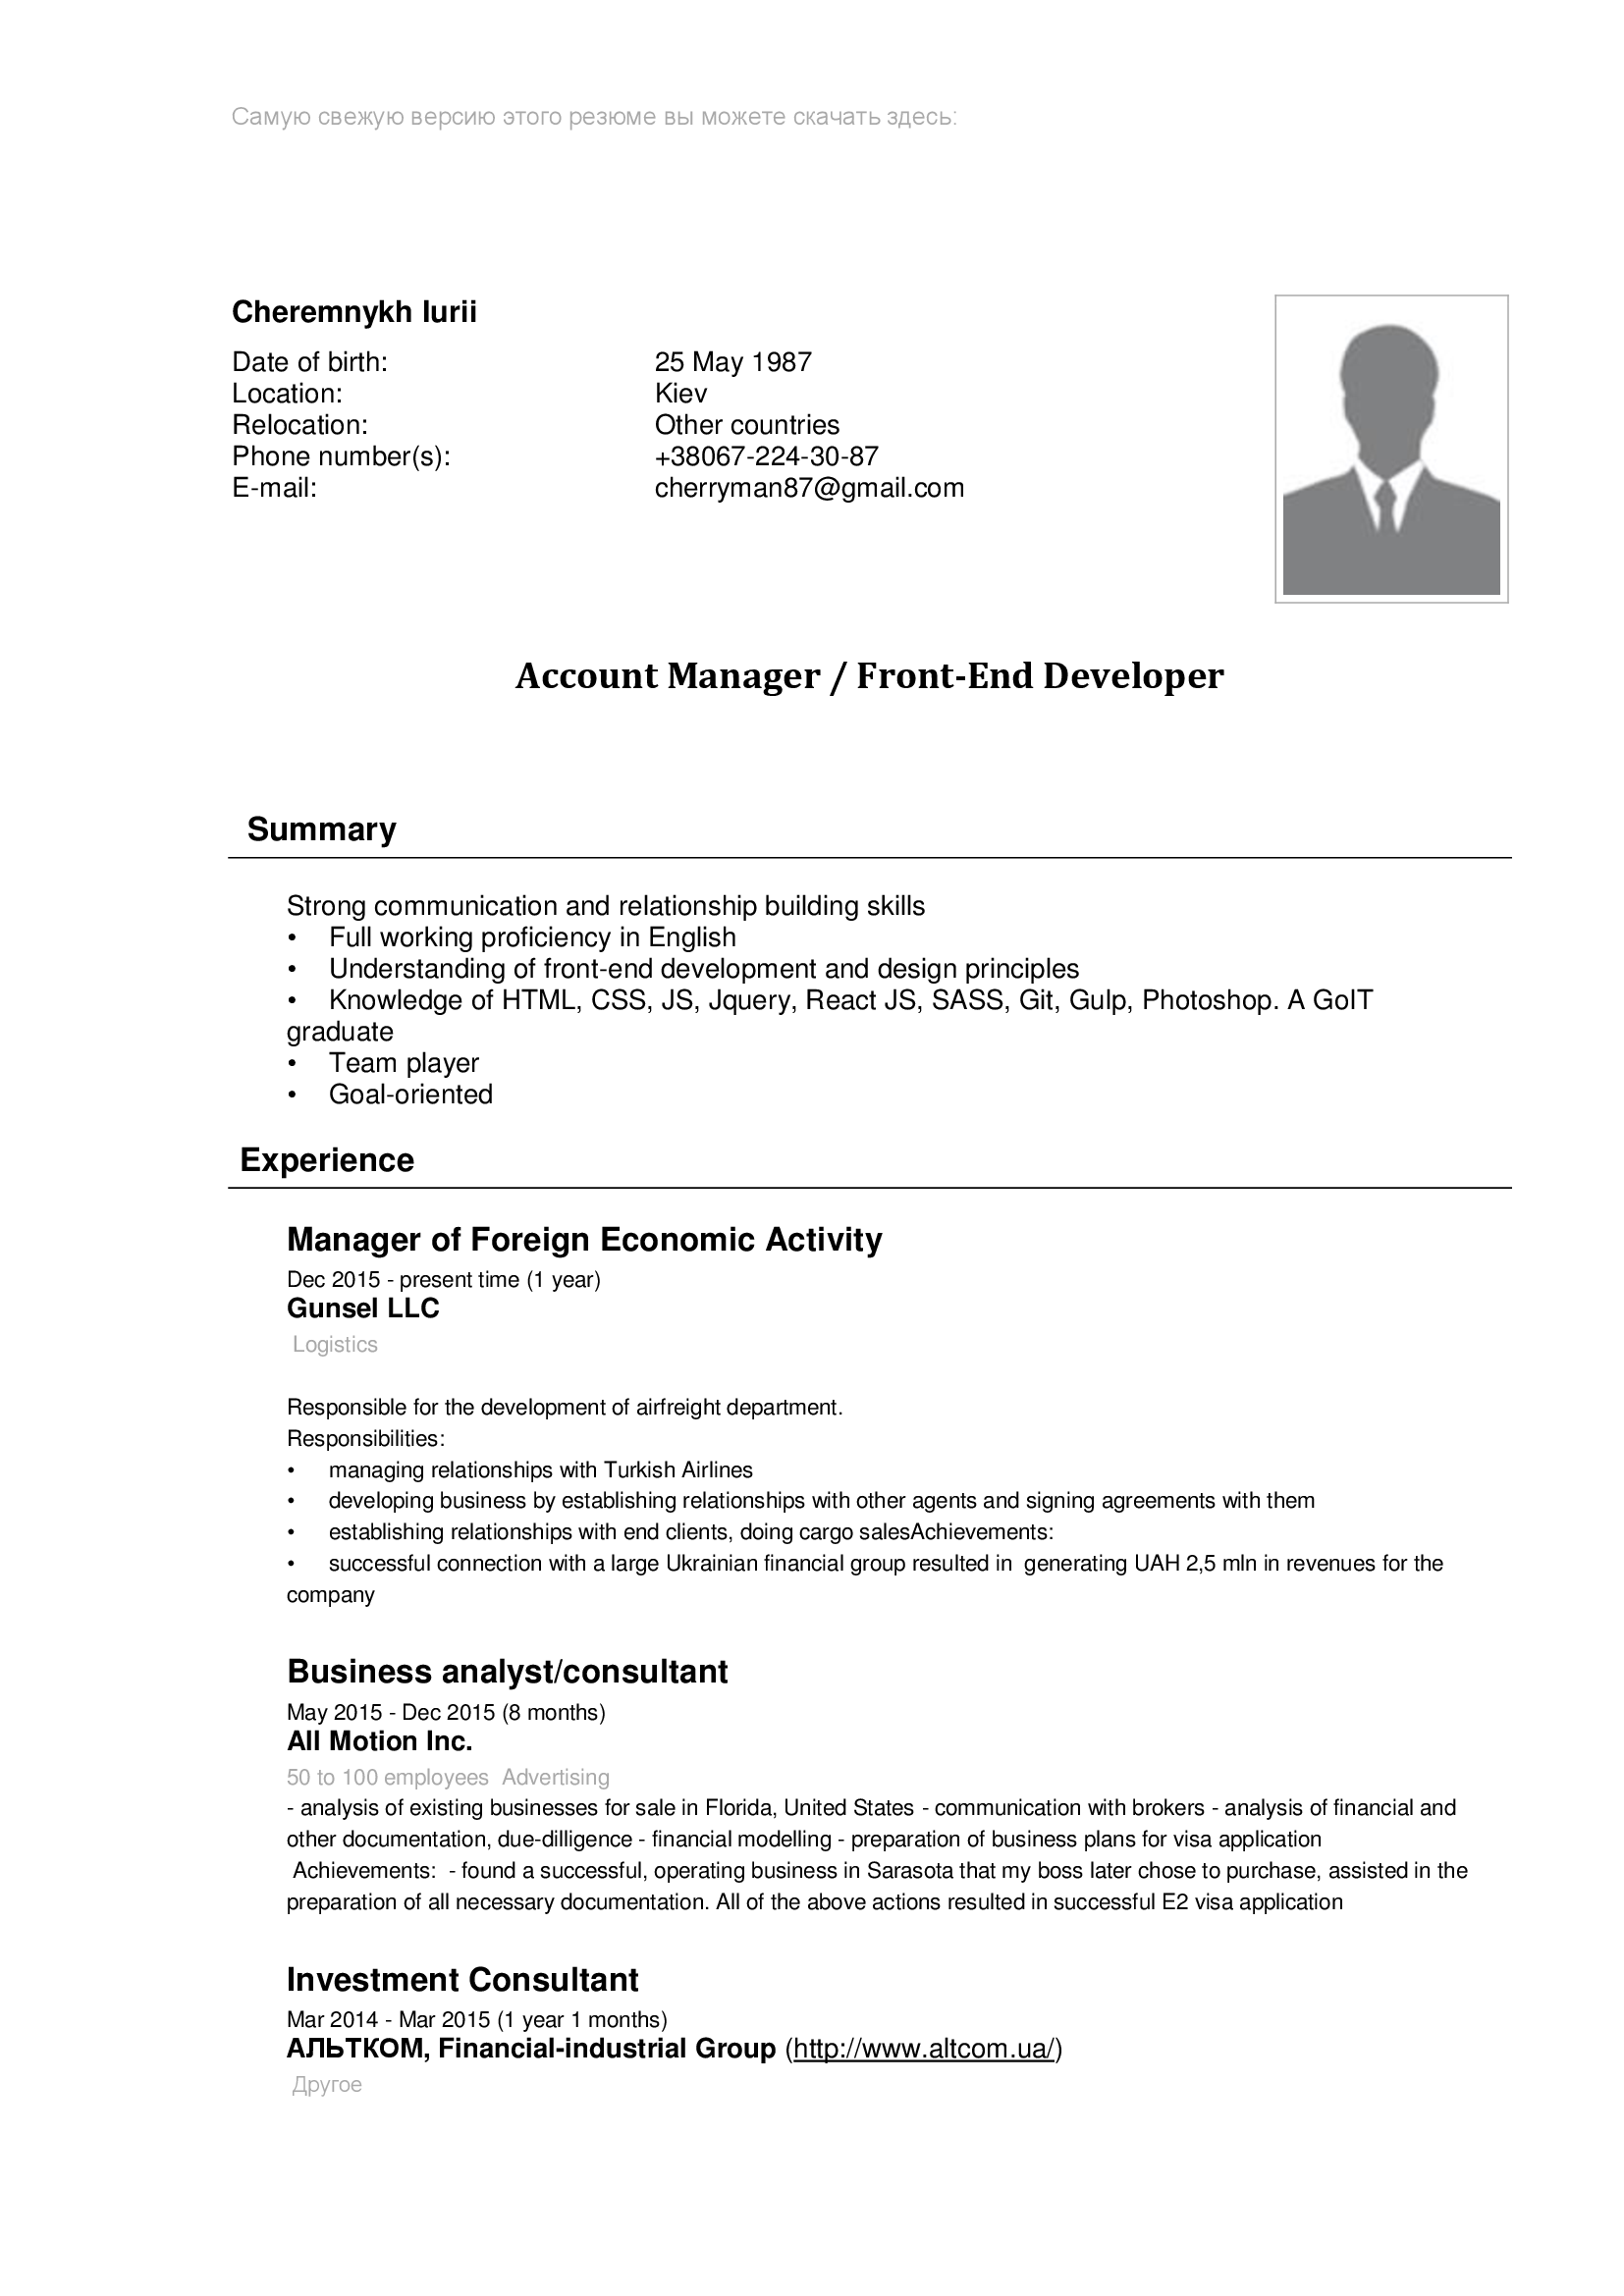 Самую свежую версию этого резюме вы можете скачать здесь:
Cheremnykh Iurii
Date of birth: 25 May 1987
Location: Kiev
Relocation: Other countries
Phone number(s): +38067-224-30-87
E-mail: cherryman87@gmail.com
Account Manager / Front-End Developer
Summary
Strong communication and relationship building skills
• Full working proficiency in English
• Understanding of front-end development and design principles
• Knowledge of HTML, CSS, JS, Jquery, React JS, SASS, Git, Gulp, Photoshop. A GoIT
graduate
• Team player
• Goal-oriented
Experience
Manager of Foreign Economic Activity
Dec 2015 - present time (1 year)
Gunsel LLC
Logistics
Responsible for the development of airfreight department.
Responsibilities:
• managing relationships with Turkish Airlines
• developing business by establishing relationships with other agents and signing agreements with them
• establishing relationships with end clients, doing cargo salesAchievements:
• successful connection with a large Ukrainian financial group resulted in generating UAH 2,5 mln in revenues for the
company
Business analyst/consultant
May 2015 - Dec 2015 (8 months)
All Motion Inc.
50 to 100 employees Advertising
- analysis of existing businesses for sale in Florida, United States - communication with brokers - analysis of financial and
other documentation, due-dilligence - financial modelling - preparation of business plans for visa application
Achievements: - found a successful, operating business in Sarasota that my boss later chose to purchase, assisted in the
preparation of all necessary documentation. All of the above actions resulted in successful E2 visa application
Investment Consultant
Mar 2014 - Mar 2015 (1 year 1 months)
АЛЬТКОМ, Financial-industrial Group (http://www.altcom.ua/)
Другое